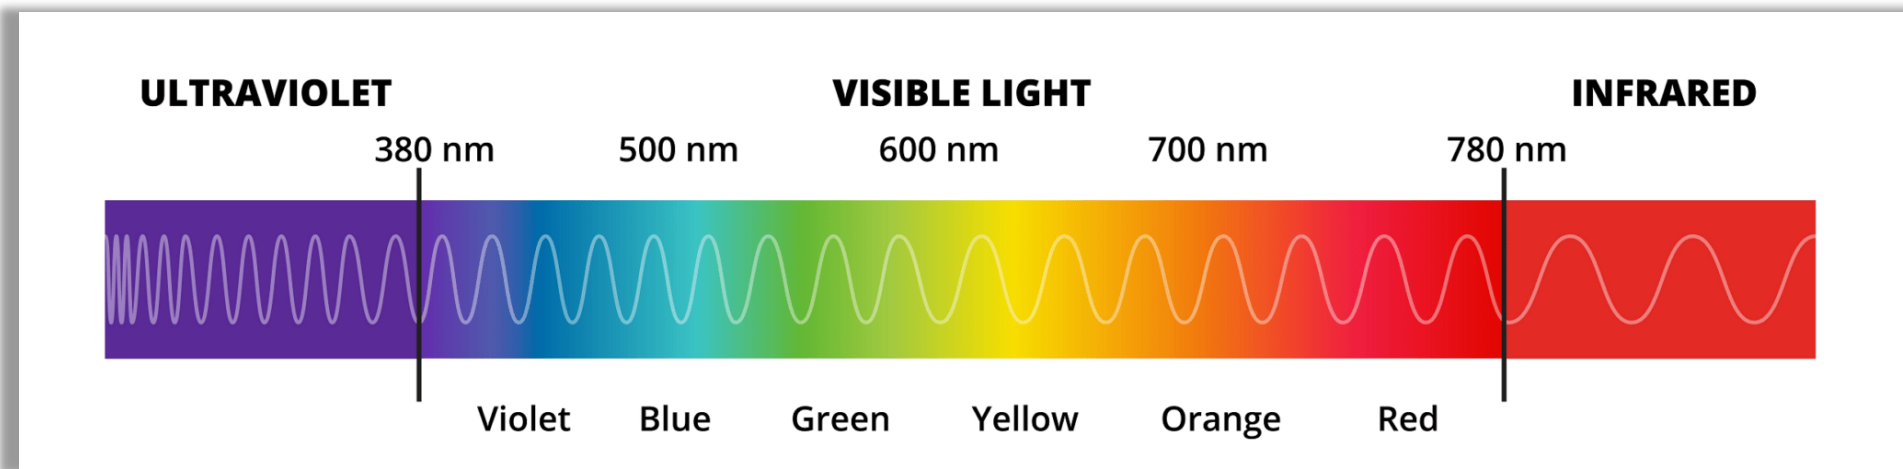 ULTRAVIOLET VISIBLE LIGHT INFRARED
380 nm 500 nm 600 nm 700 nm 780 nm
Violet Blue Green Yellow Orange Red